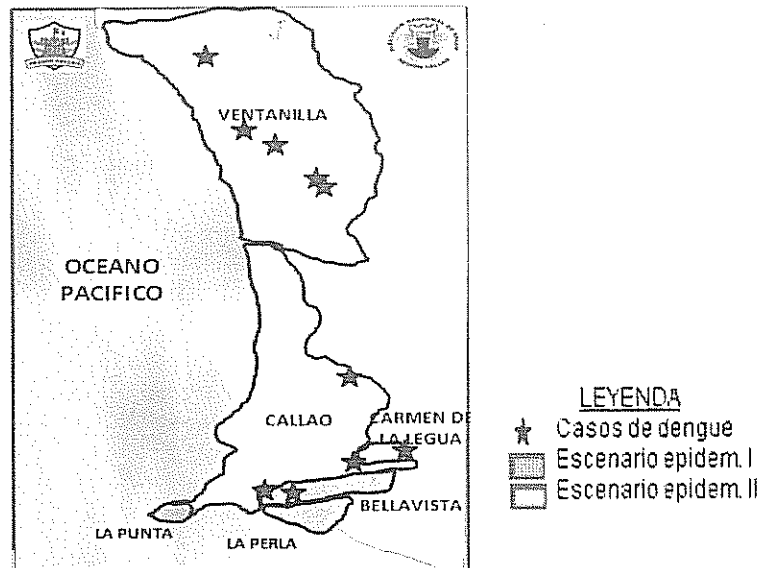 VENTANILLA
OCEANO
PACIFICO
CALLAO
CARMEN DE
LA LEGUA
BELLAVISTA
LA PUNTA
LA PERLA
LEYENDA
Casos de dengue
Escenario epidem. I
Escenario epidem. II